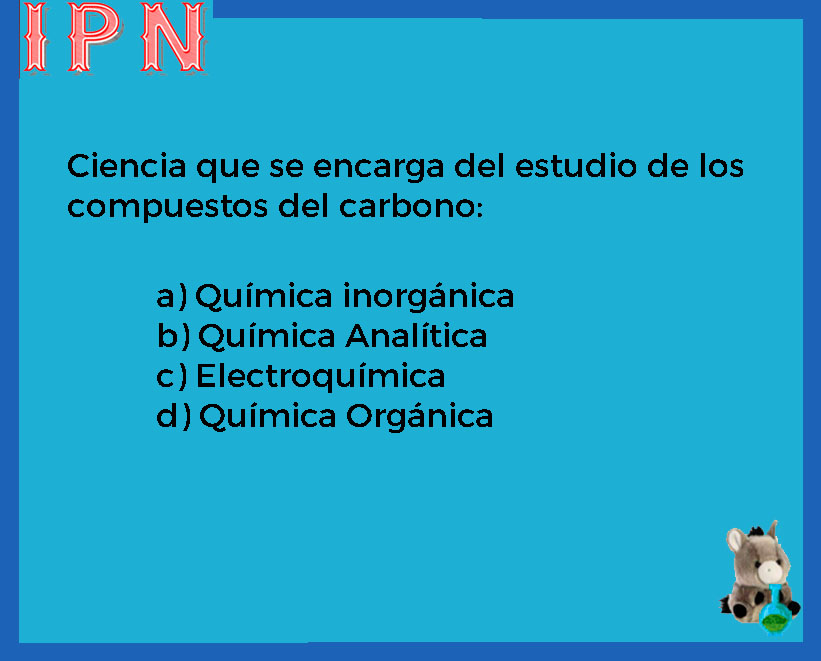 IPN
Ciencia que se encarga del estudio de los
compuestos del carbono:
a) Química inorgánica
b) Química Analítica
c) Electroquímica
d) Química Orgánica